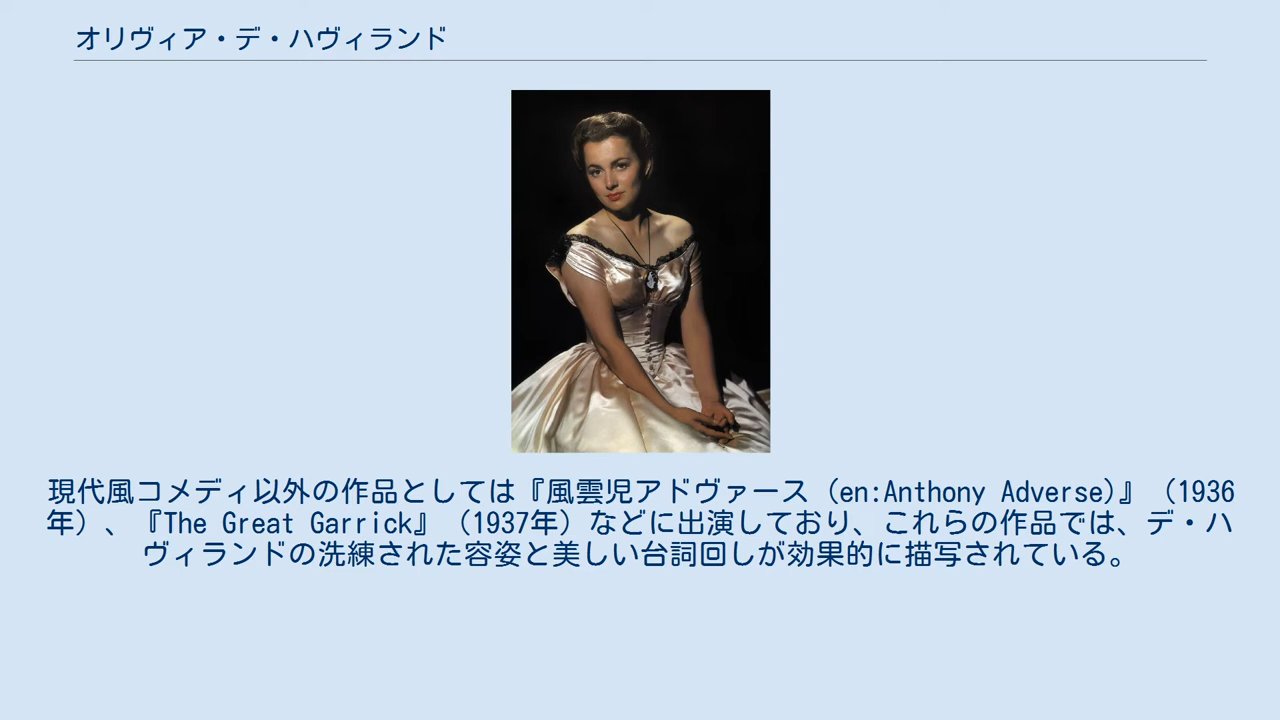 オリヴィア・デ・ハヴィランド
現代風コメディ以外の作品としては『風雲児アドヴァース（en:Anthony Adverse)』（1936
年）、『The Great Garrick』（1937年）などに出演しており、これらの作品では、デ・ハ
ヴィランドの洗練された容姿と美しい台詞回しが効果的に描写されている。